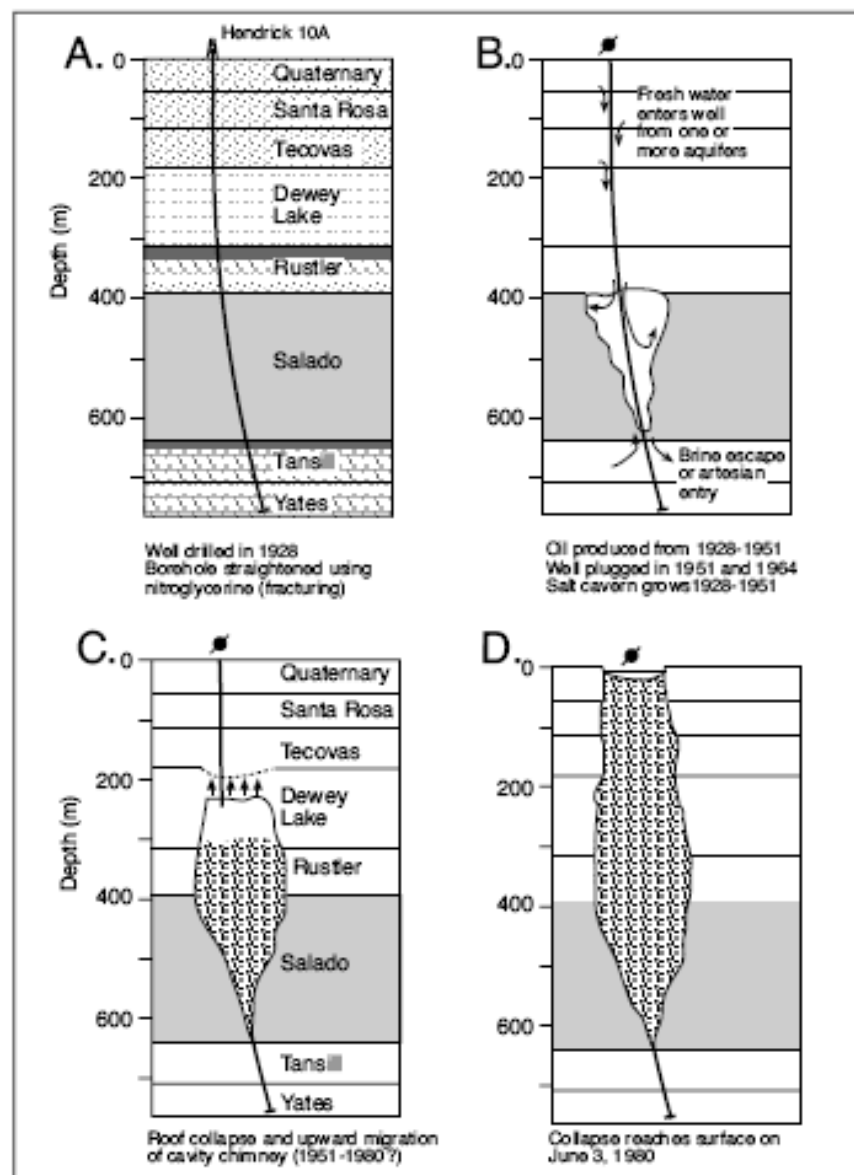 Hendrick 10A
A.
0
200
400
600
Depth (m)
Quaternary
Santa Rosa
Tecovas
Dewey
Lake
Rustler
Salado
Yates
Well drilled in 1928
Borehole straightened using
nitroglycerine (fracturing)
B.
0
200
400
600
Fresh water
enters well
from one or
more aquifers
Brine escape
or artesian
entry
Oil produced from 1928-1951
Well plugged in 1951 and 1964
Salt cavern grows 1928-1951
C.
0
200
400
600
Depth (m)
Quaternary
Santa Rosa
Tecovas
Dewey
Lake
Rustler
Salado
Yates
Roof collapse and upward migration
of cavity chimney (1951-1980?)
D.
0
200
400
600
Collapse reaches surface on
June 3, 1980